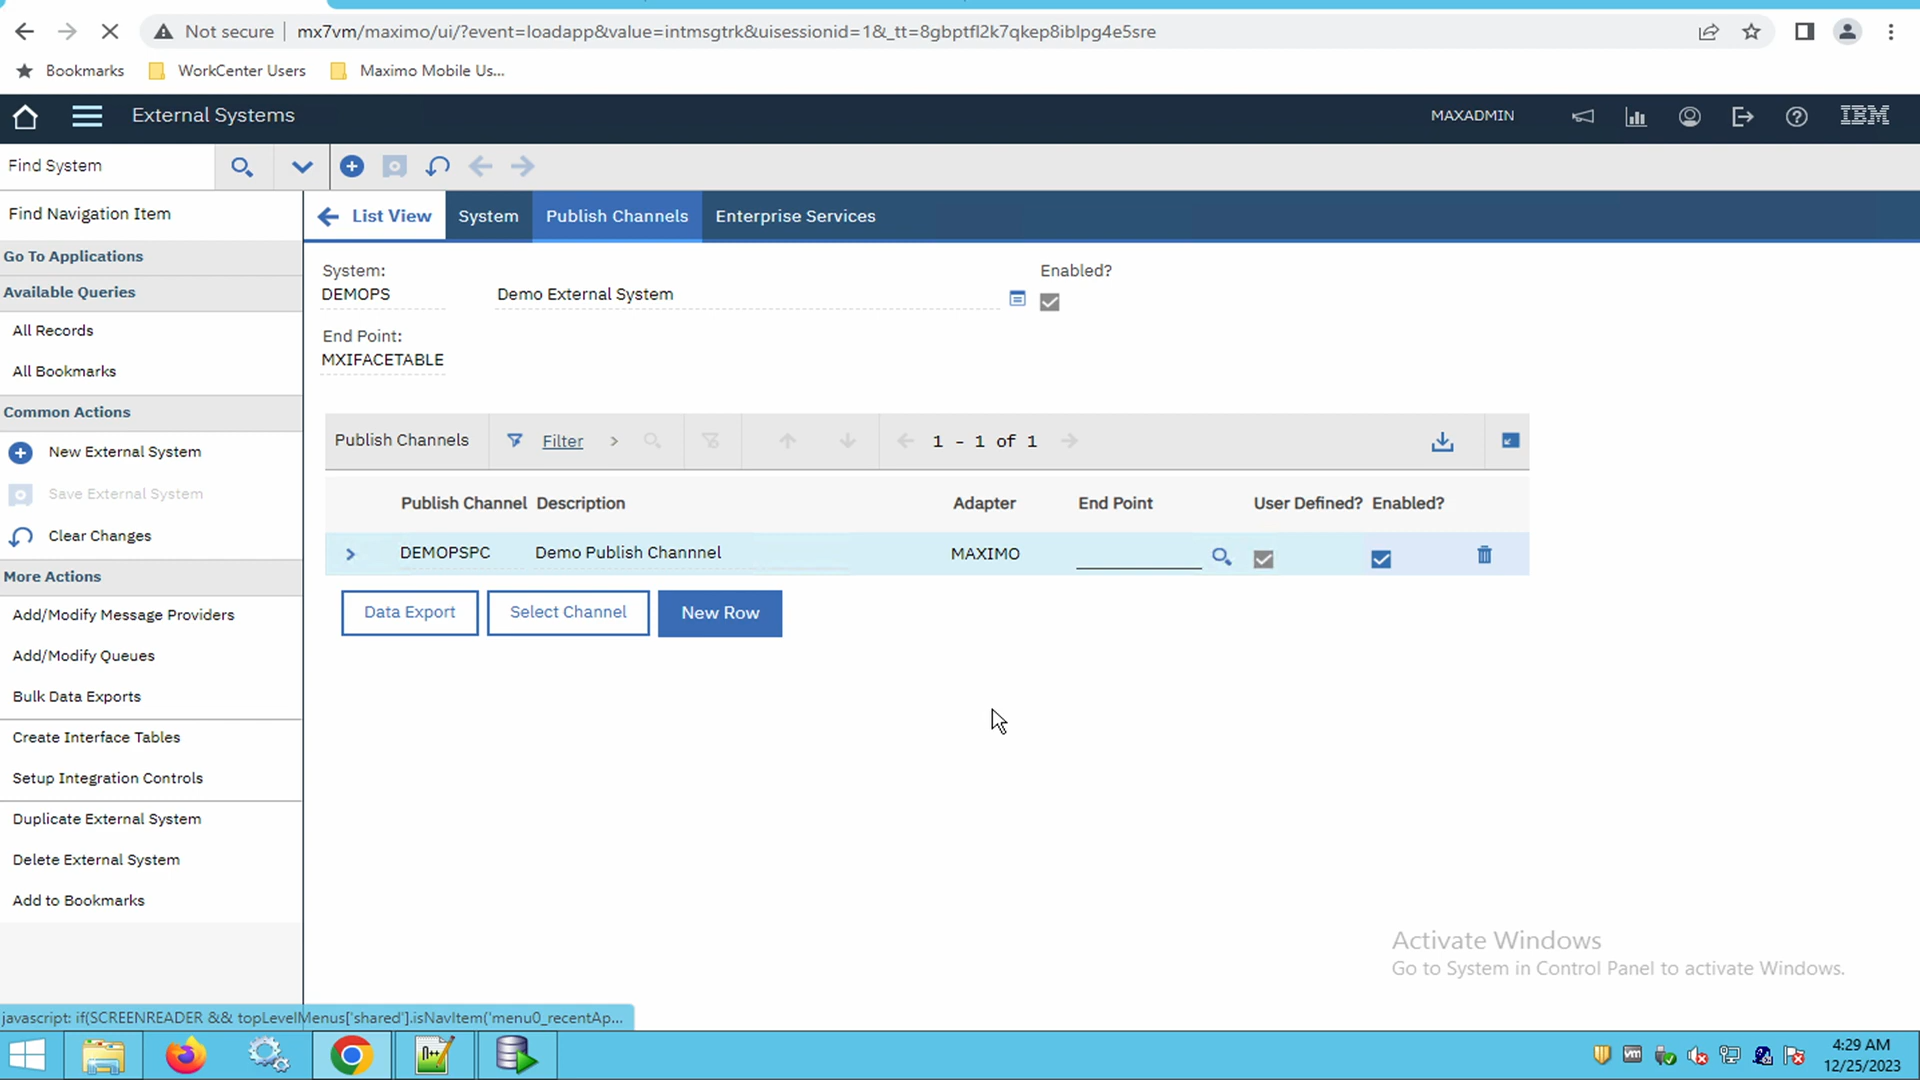 Not secure
mx7vm/maximo/ui/?event=loadapp&value=intmsgtrk&uisessionid=1&_tt=8gbptfl2k7qkep8iblpg4e5sre
Bookmarks
WorkCenter Users
Maximo Mobile Us...
External Systems
MAXADMIN
IBM
Find System
Find Navigation Item
List View
System
Publish Channels
Enterprise Services
Go To Applications
Available Queries
All Records
All Bookmarks
Common Actions
New External System
Save External System
Clear Changes
More Actions
Add/Modify Message Providers
Add/Modify Queues
Bulk Data Exports
Create Interface Tables
Setup Integration Controls
Duplicate External System
Delete External System
Add to Bookmarks
System:
DEMOPS
Demo External System
Enabled?
End Point:
MXIFACETABLE
Publish Channels
Filter
1 - 1 of 1
Publish Channel Description Adapter End Point User Defined? Enabled?
DEMOPSPC Demo Publish Channnel MAXIMO
Data Export
Select Channel
New Row
Activate Windows
Go to System in Control Panel to activate Windows.
javascript: if(SCREENREADER && topLevelMenus['shared'].isNavItem('menu0_recentAp...
4:29 AM
12/25/2023